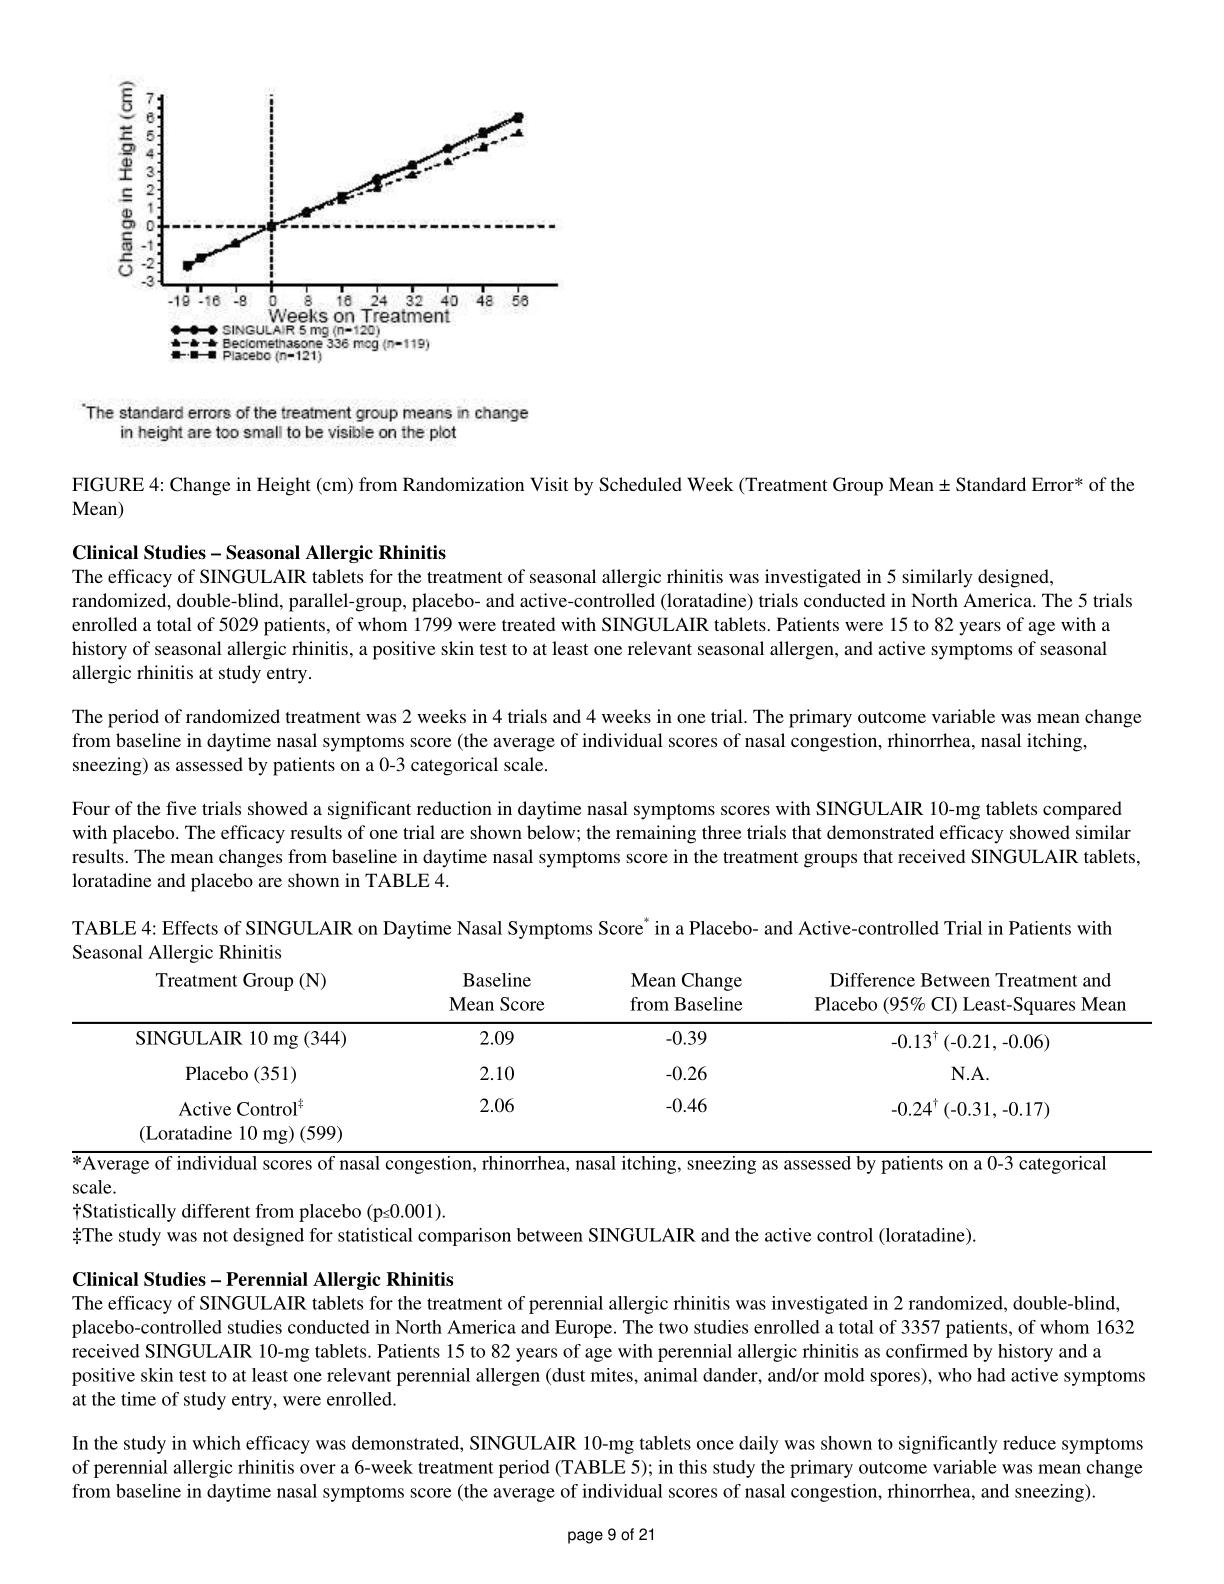 Change in Height (cm)
7
6
5
4
3
2
1
0
-1
-2
-3
-19 -16 -8 0 8 16 24 32 40 48 56
Weeks on Treatment
SINGULAIR 5 mg (n=120)
Beclomethasone 336 mcg (n=119)
Placebo (n=121)
*The standard errors of the treatment group means in change
in height are too small to be visible on the plot
FIGURE 4: Change in Height (cm) from Randomization Visit by Scheduled Week (Treatment Group Mean ± Standard Error* of the
Mean)
Clinical Studies – Seasonal Allergic Rhinitis
The efficacy of SINGULAIR tablets for the treatment of seasonal allergic rhinitis was investigated in 5 similarly designed,
randomized, double-blind, parallel-group, placebo- and active-controlled (loratadine) trials conducted in North America. The 5 trials
enrolled a total of 5029 patients, of whom 1799 were treated with SINGULAIR tablets. Patients were 15 to 82 years of age with a
history of seasonal allergic rhinitis, a positive skin test to at least one relevant seasonal allergen, and active symptoms of seasonal
allergic rhinitis at study entry.
The period of randomized treatment was 2 weeks in 4 trials and 4 weeks in one trial. The primary outcome variable was mean change
from baseline in daytime nasal symptoms score (the average of individual scores of nasal congestion, rhinorrhea, nasal itching,
sneezing) as assessed by patients on a 0-3 categorical scale.
Four of the five trials showed a significant reduction in daytime nasal symptoms scores with SINGULAIR 10-mg tablets compared
with placebo. The efficacy results of one trial are shown below; the remaining three trials that demonstrated efficacy showed similar
results. The mean changes from baseline in daytime nasal symptoms score in the treatment groups that received SINGULAIR tablets,
loratadine and placebo are shown in TABLE 4.
TABLE 4: Effects of SINGULAIR on Daytime Nasal Symptoms Score* in a Placebo- and Active-controlled Trial in Patients with
Seasonal Allergic Rhinitis
Treatment Group (N) Baseline Mean Change Difference Between Treatment and
Mean Score from Baseline Placebo (95% CI) Least-Squares Mean
SINGULAIR 10 mg (344) 2.09 -0.39 -0.13† (-0.21, -0.06)
Placebo (351) 2.10 -0.26 N.A.
Active Control‡ 2.06 -0.46 -0.24† (-0.31, -0.17)
(Loratadine 10 mg) (599)
*Average of individual scores of nasal congestion, rhinorrhea, nasal itching, sneezing as assessed by patients on a 0-3 categorical
scale.
†Statistically different from placebo (p≤0.001).
‡The study was not designed for statistical comparison between SINGULAIR and the active control (loratadine).
Clinical Studies – Perennial Allergic Rhinitis
The efficacy of SINGULAIR tablets for the treatment of perennial allergic rhinitis was investigated in 2 randomized, double-blind,
placebo-controlled studies conducted in North America and Europe. The two studies enrolled a total of 3357 patients, of whom 1632
received SINGULAIR 10-mg tablets. Patients 15 to 82 years of age with perennial allergic rhinitis as confirmed by history and a
positive skin test to at least one relevant perennial allergen (dust mites, animal dander, and/or mold spores), who had active symptoms
at the time of study entry, were enrolled.
In the study in which efficacy was demonstrated, SINGULAIR 10-mg tablets once daily was shown to significantly reduce symptoms
of perennial allergic rhinitis over a 6-week treatment period (TABLE 5); in this study the primary outcome variable was mean change
from baseline in daytime nasal symptoms score (the average of individual scores of nasal congestion, rhinorrhea, and sneezing).
page 9 of 21